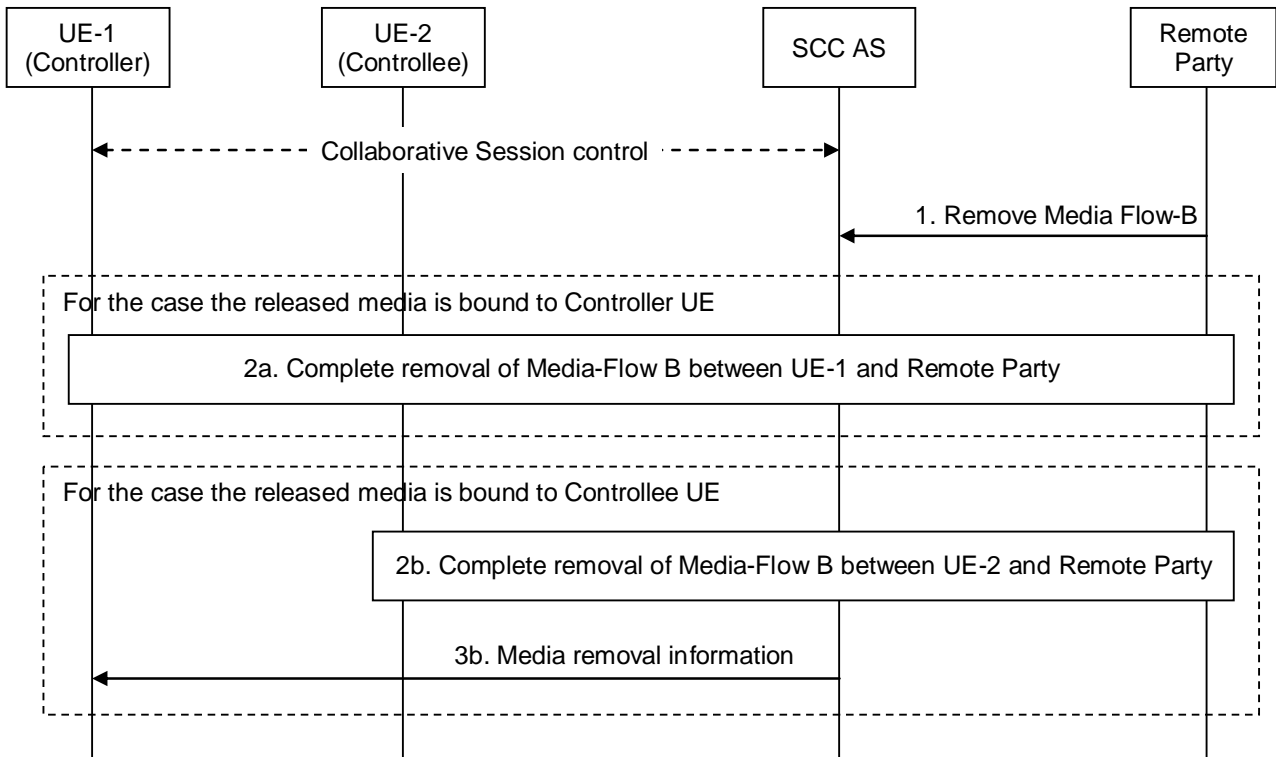 UE-1
(Controller)
UE-2
(Controllee)
SCC AS
Remote
Party
Collaborative Session control
1. Remove Media Flow-B
For the case the released media is bound to Controller UE
2a. Complete removal of Media-Flow B between UE-1 and Remote Party
For the case the released media is bound to Controllee UE
2b. Complete removal of Media-Flow B between UE-2 and Remote Party
3b. Media removal information